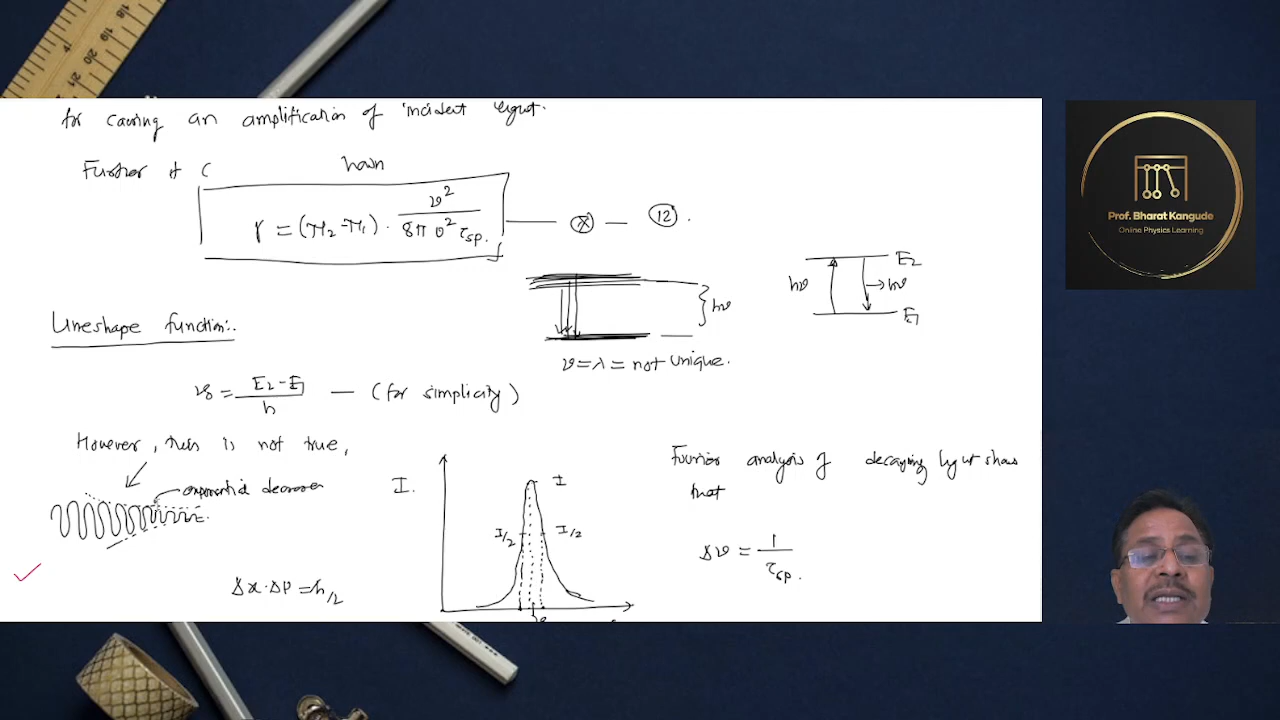 for causing an amplification of incident light.
Further it C hown
γ = (N2 - N1) · ν² / 8π υ² τsp. — (X) — (12).
E2
hν → hν
E1
hν
Lineshape function:-
ν = λ = not unique.
ν0 = E2 - E1 / h — (for simplicity)
However, this is not true,
exponential decrease
Δx · ΔP = ħ/2
I.
I
I/2 I/2
Fourier analysis of decaying light show
that
Δν = 1 / τsp.
Prof. Bharat Kangude
Online Physics Learning